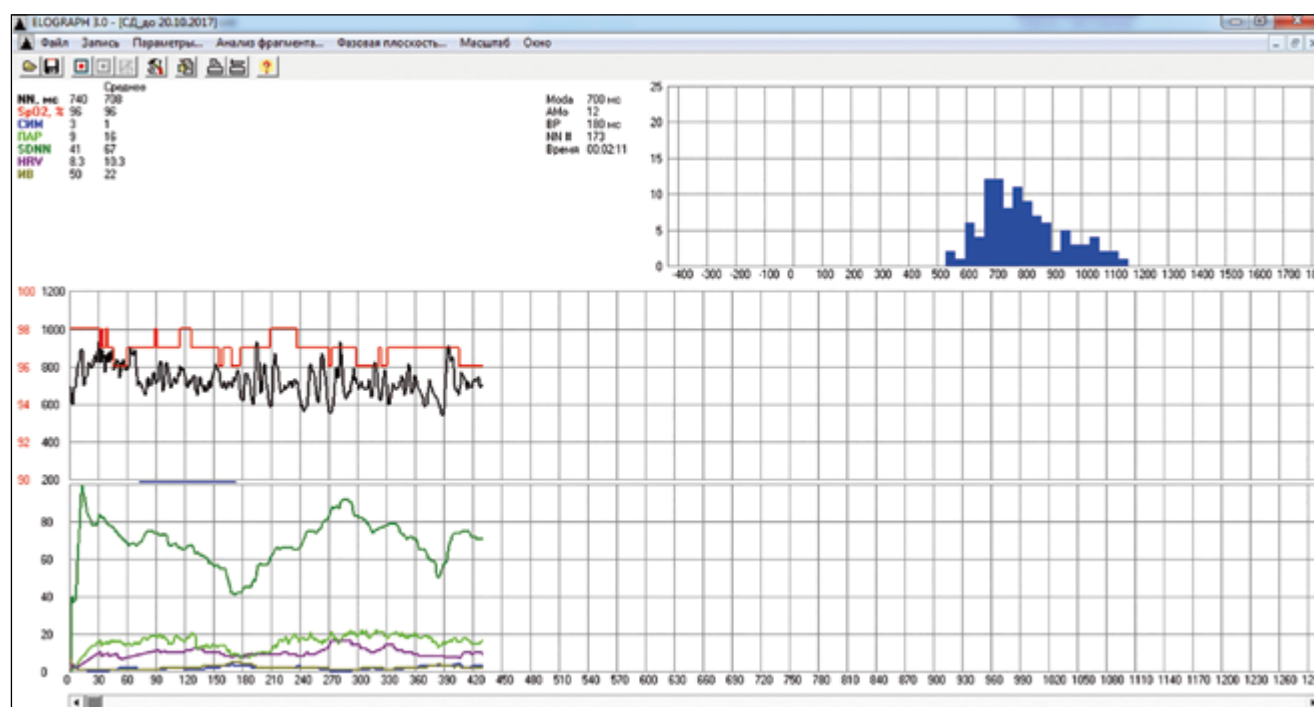 ELOGRAPH 3.0 - [СД_до 20.10.2017]
Файл Запись Параметры... Анализ фрагмента... Фазовая плоскость... Масштаб Окно
Среднее
NN, мс 740 708
SpO2, % 96 96
СИМ 3 1
ПАР 9 16
SDNN 41 67
HRV 8.3 10.3
ИВ 50 22
Moda 700 мс
АМо 12
ВР 180 мс
NN # 173
Время 00:02:11
25
20
15
10
5
0
-400 -300 -200 -100 0 100 200 300 400 500 600 700 800 900 1000 1100 1200 1300 1400 1500 1600 1700
100 1200
98 1000
96 800
94 600
92 400
90 200
80
60
40
20
0
0 30 60 90 120 150 180 210 240 270 300 330 360 390 420 450 480 510 540 570 600 630 660 690 720 750 780 810 840 870 900 930 960 990 1020 1050 1080 1110 1140 1170 1200 1230 1260